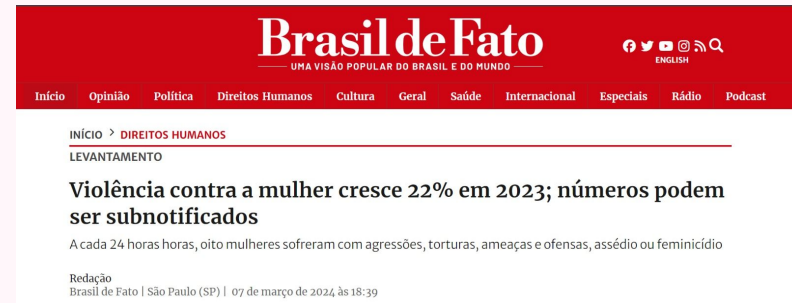 Brasil de Fato
UMA VISÃO POPULAR DO BRASIL E DO MUNDO
ENGLISH
Início Opinião Política Direitos Humanos Cultura Geral Saúde Internacional Especiais Rádio Podcast
INÍCIO > DIREITOS HUMANOS
LEVANTAMENTO
Violência contra a mulher cresce 22% em 2023; números podem
ser subnotificados
A cada 24 horas horas, oito mulheres sofreram com agressões, torturas, ameaças e ofensas, assédio ou feminicídio
Redação
Brasil de Fato | São Paulo (SP) | 07 de março de 2024 às 18:39